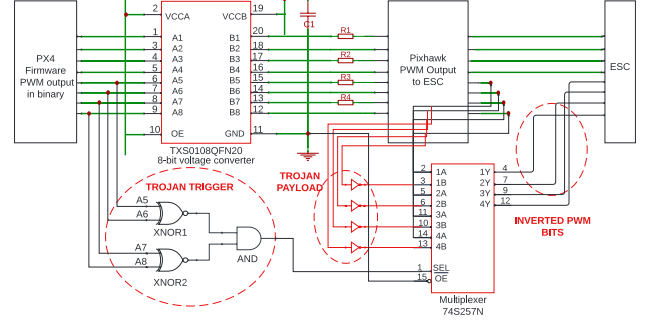 PX4
Firmware
PWM output
in binary
2
VCCA
VCCB
19
1
A1
B1
20
3
A2
B2
18
4
A3
B3
17
5
A4
B4
16
6
A5
B5
15
7
A6
B6
14
8
A7
B7
13
9
A8
B8
12
10
OE
GND
11
TXS0108QFN20
8-bit voltage converter
C1
R1
R2
R3
R4
Pixhawk
PWM Output
to ESC
ESC
TROJAN TRIGGER
A5
A6
XNOR1
A7
A8
XNOR2
AND
TROJAN
PAYLOAD
2
1A
3
1B
5
2A
6
2B
11
3A
10
3B
14
4A
13
4B
1
SEL
15
OE
1Y
4
2Y
7
3Y
9
4Y
12
Multiplexer
74S257N
INVERTED PWM
BITS